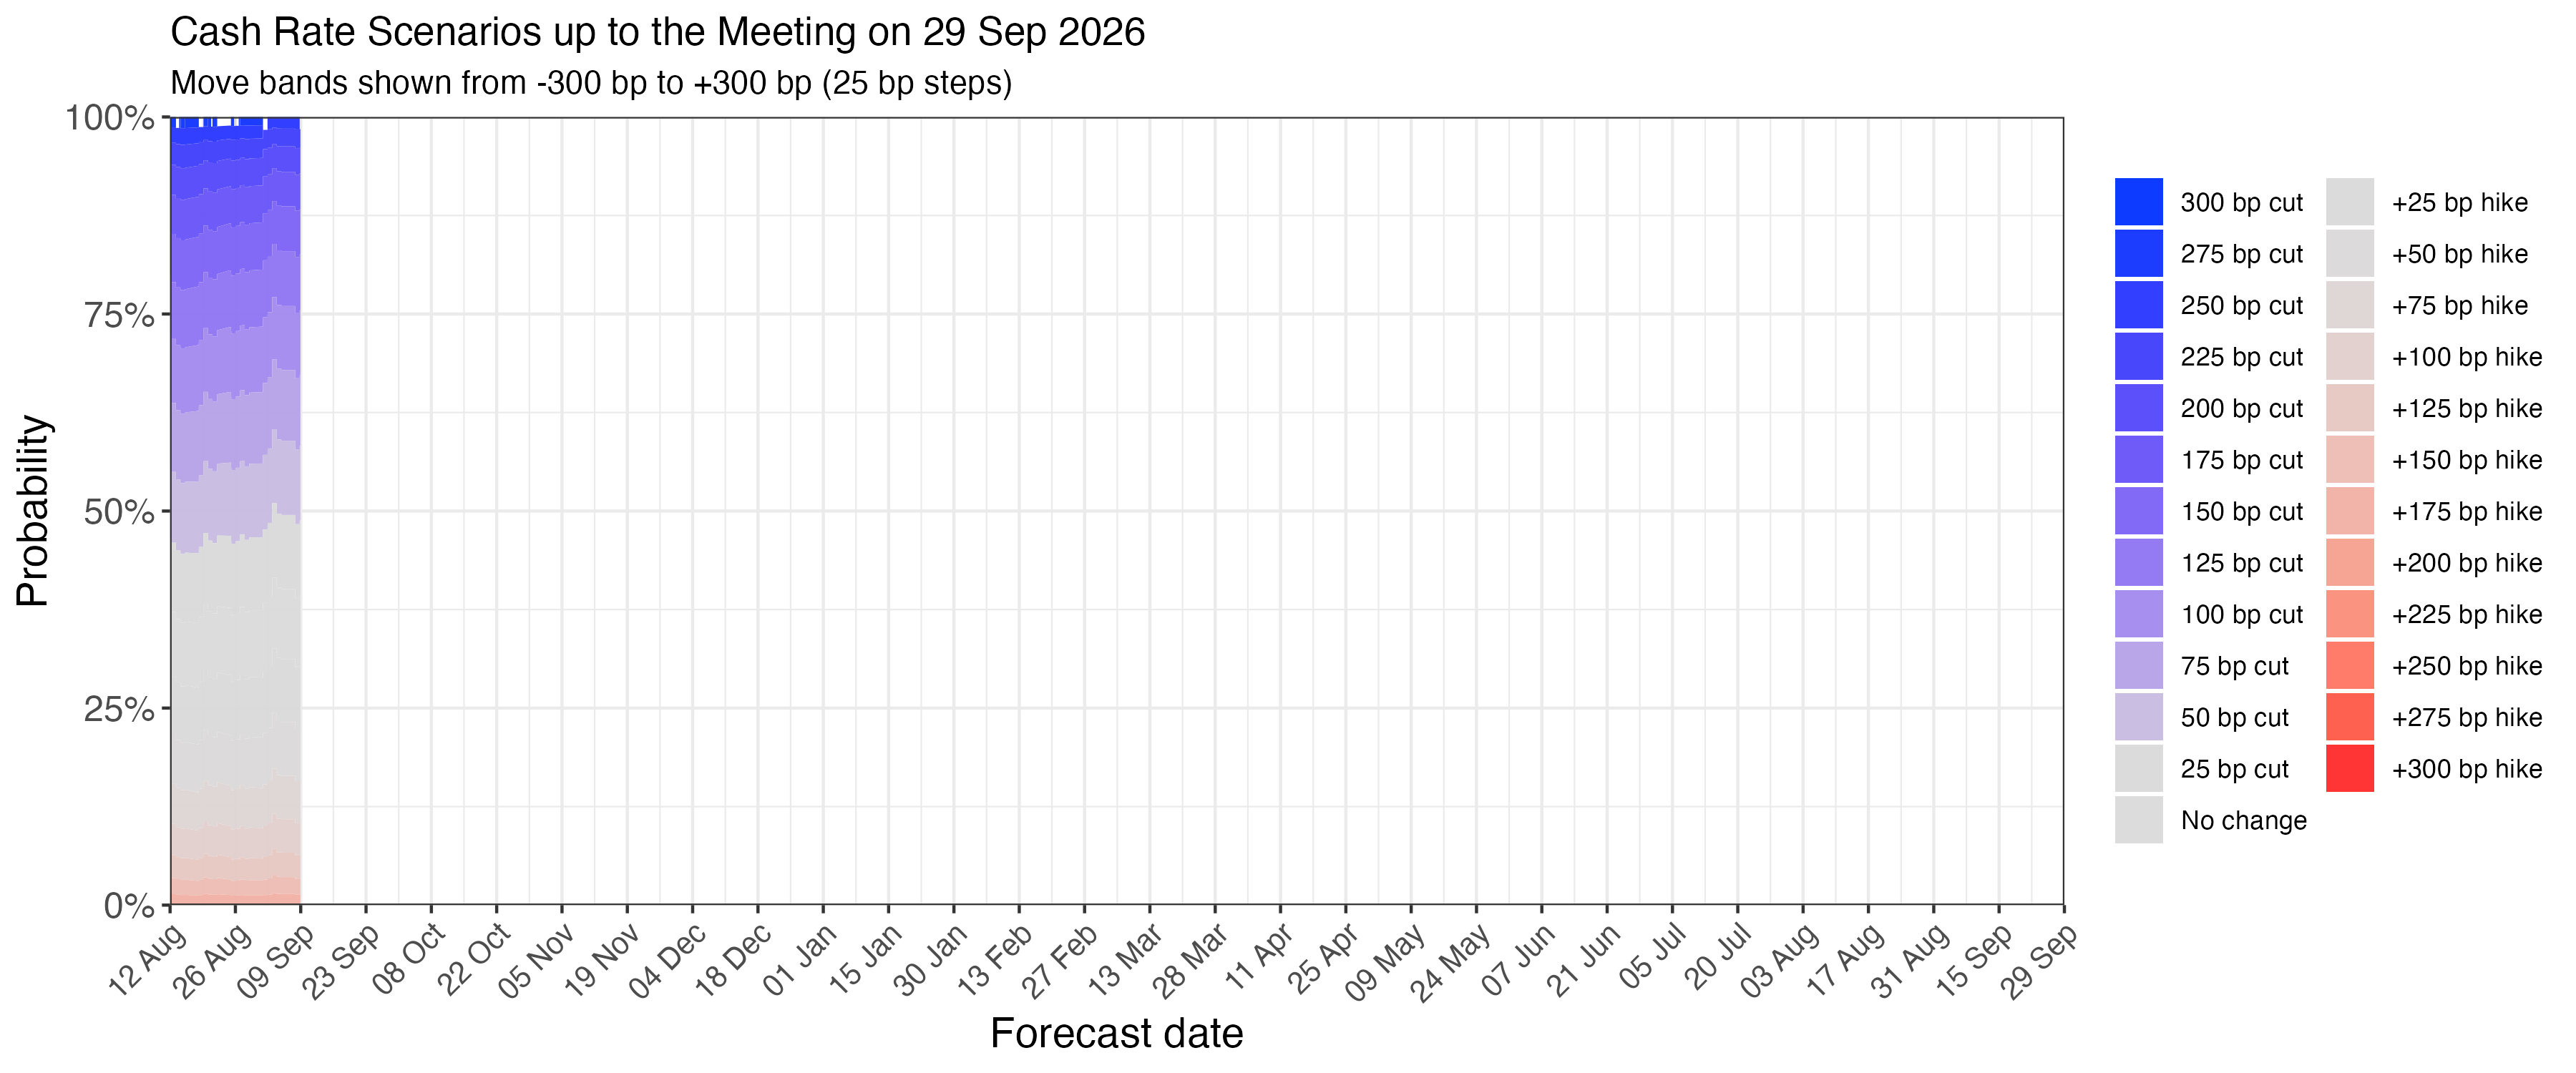 Cash Rate Scenarios up to the Meeting on 29 Sep 2026
Move bands shown from -300 bp to +300 bp (25 bp steps)
Probability
100%
75%
50%
25%
0%
12 Aug
26 Aug
09 Sep
23 Sep
08 Oct
22 Oct
05 Nov
19 Nov
04 Dec
18 Dec
01 Jan
15 Jan
30 Jan
13 Feb
27 Feb
13 Mar
28 Mar
11 Apr
25 Apr
09 May
24 May
07 Jun
21 Jun
05 Jul
20 Jul
03 Aug
17 Aug
31 Aug
15 Sep
29 Sep
Forecast date
300 bp cut
275 bp cut
250 bp cut
225 bp cut
200 bp cut
175 bp cut
150 bp cut
125 bp cut
100 bp cut
75 bp cut
50 bp cut
25 bp cut
No change
+25 bp hike
+50 bp hike
+75 bp hike
+100 bp hike
+125 bp hike
+150 bp hike
+175 bp hike
+200 bp hike
+225 bp hike
+250 bp hike
+275 bp hike
+300 bp hike